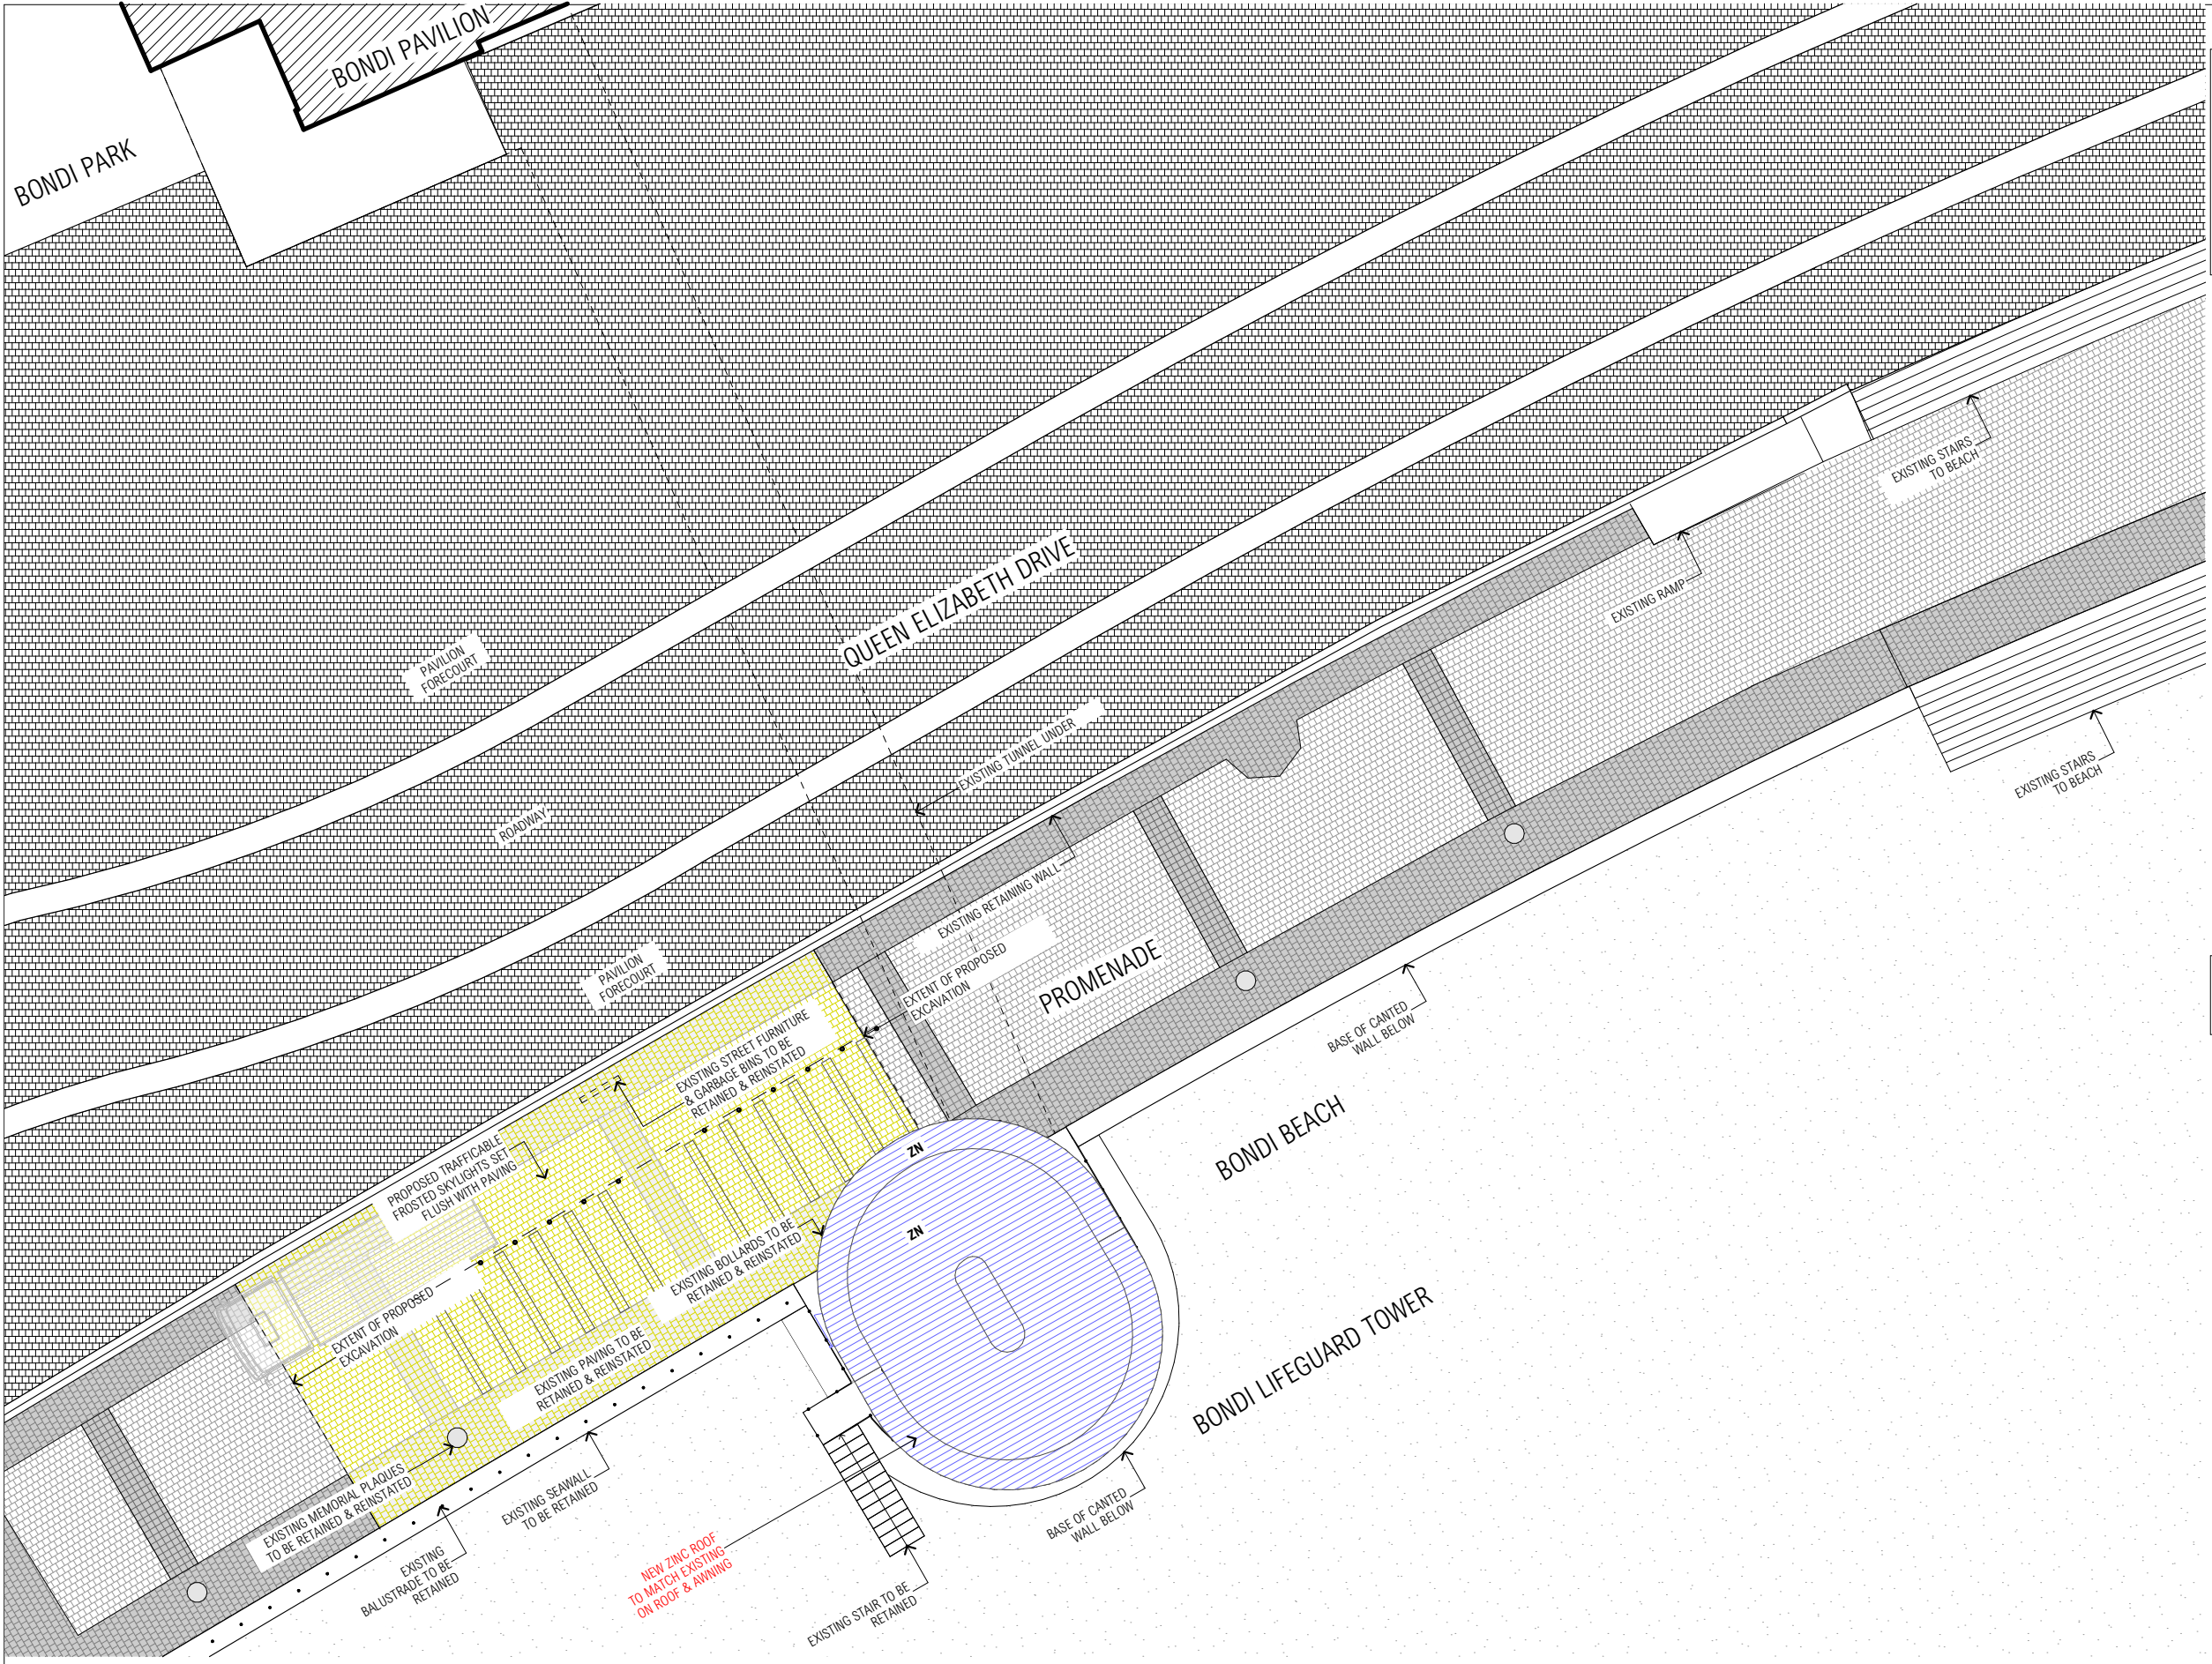 BONDI PAVILION
BONDI PARK
EXISTING STAIRS
TO BEACH
QUEEN ELIZABETH DRIVE
EXISTING RAMP
PAVILION
FORECOURT
EXISTING TUNNEL UNDER
EXISTING STAIRS
TO BEACH
ROADWAY
EXISTING RETAINING WALL
PAVILION
FORECOURT
EXTENT OF PROPOSED
EXCAVATION
PROMENADE
BASE OF CANTED
WALL BELOW
EXISTING STREET FURNITURE
& GARBAGE BINS TO BE
RETAINED & REINSTATED
BONDI BEACH
PROPOSED TRAFFICABLE
FROSTED SKYLIGHTS SET
FLUSH WITH PAVING
ZN
ZN
EXISTING BOLLARDS TO BE
RETAINED & REINSTATED
EXTENT OF PROPOSED
EXCAVATION
BONDI LIFEGUARD TOWER
EXISTING PAVING TO BE
RETAINED & REINSTATED
EXISTING MEMORIAL PLAQUES
TO BE RETAINED & REINSTATED
EXISTING SEAWALL
TO BE RETAINED
BASE OF CANTED
WALL BELOW
EXISTING
BALUSTRADE TO BE
RETAINED
NEW ZINC ROOF
TO MATCH EXISTING
ON ROOF & AWNING
EXISTING STAIR TO BE
RETAINED